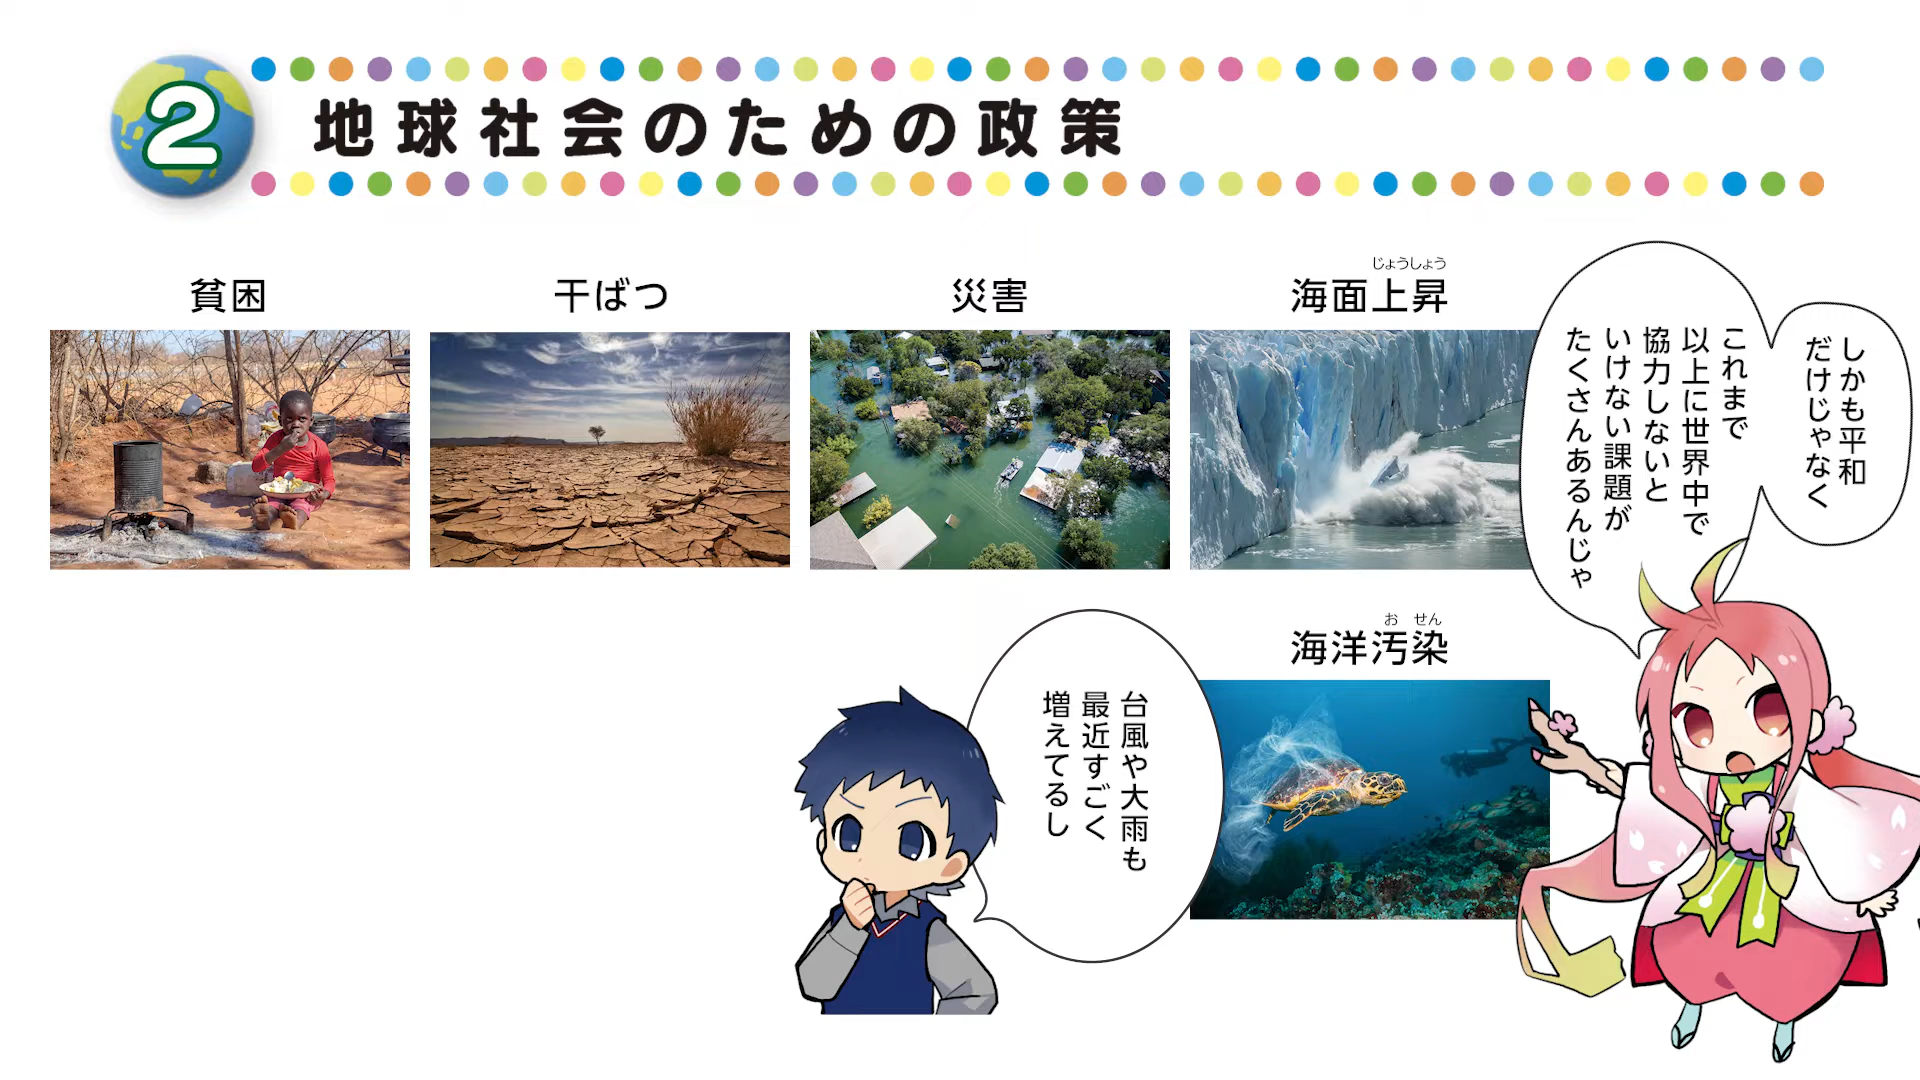 2
地球社会のための政策
貧困
干ばつ
災害
じょうしょう
海面上昇
しかも平和
だけじゃなく
これまで
以上に世界中で
協力しないと
いけない課題が
たくさんあるんじゃ
お せん
海洋汚染
台風や大雨も
最近すごく
増えてるし